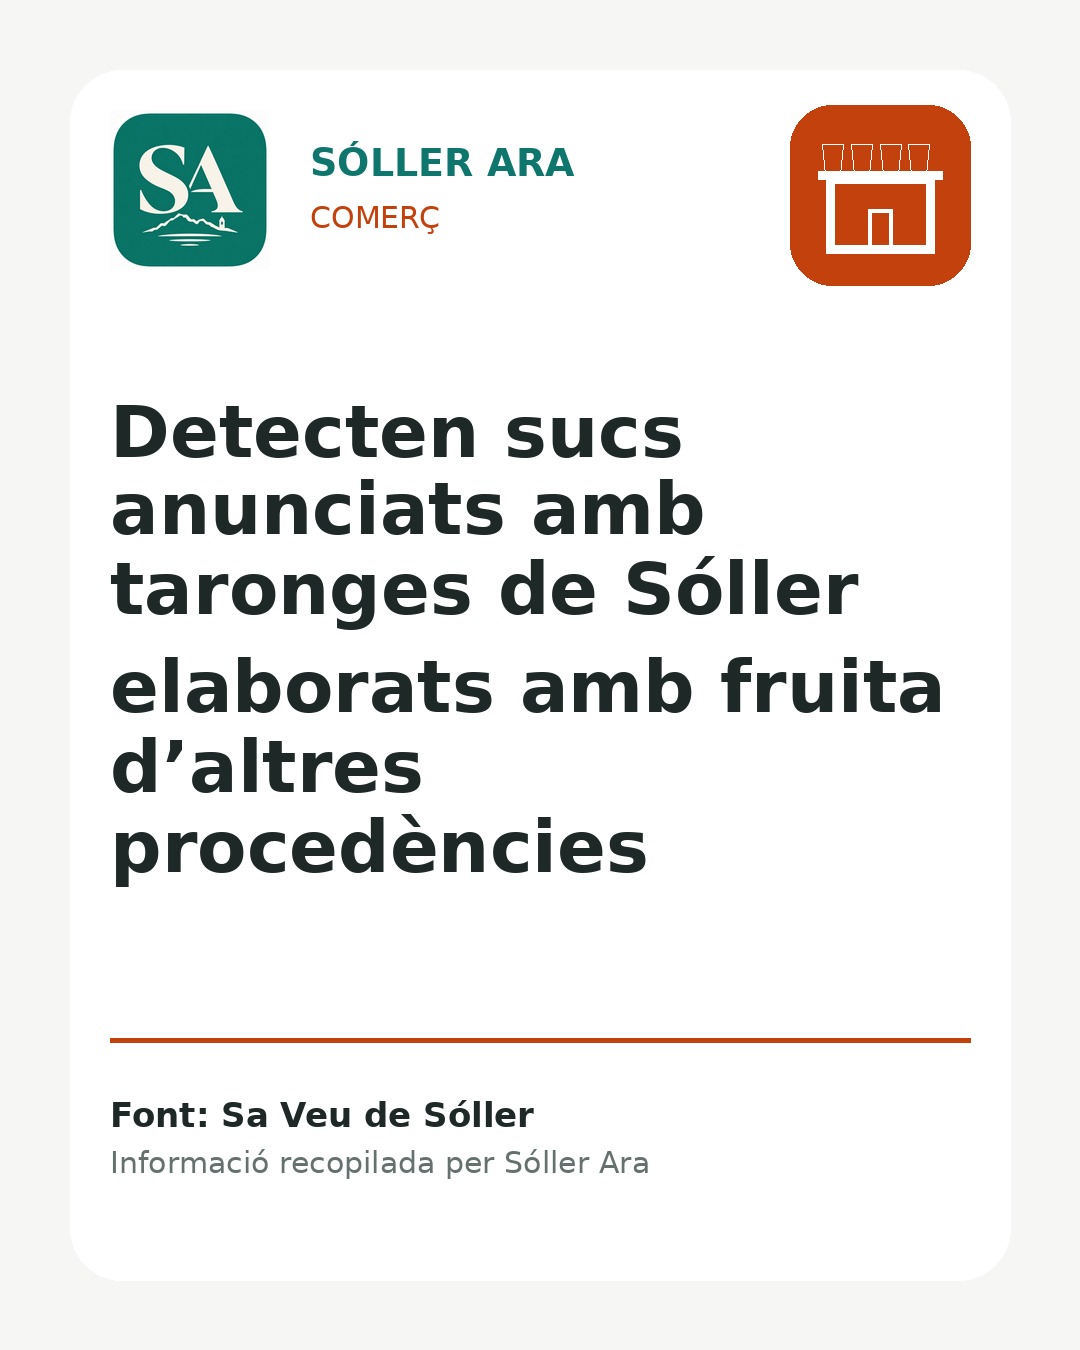 SA
SÓLLER ARA
COMERÇ
Detecten sucs
anunciats amb
taronges de Sóller
elaborats amb fruita
d’altres
procedències
Font: Sa Veu de Sóller
Informació recopilada per Sóller Ara